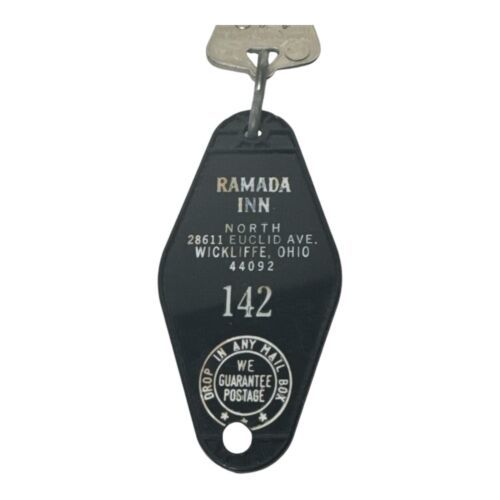 RAMADA
INN
NORTH
28611 EUCLID AVE.
WICKLIFFE, OHIO
44092
142
DROP IN ANY MAIL BOX
WE
GUARANTEE
POSTAGE